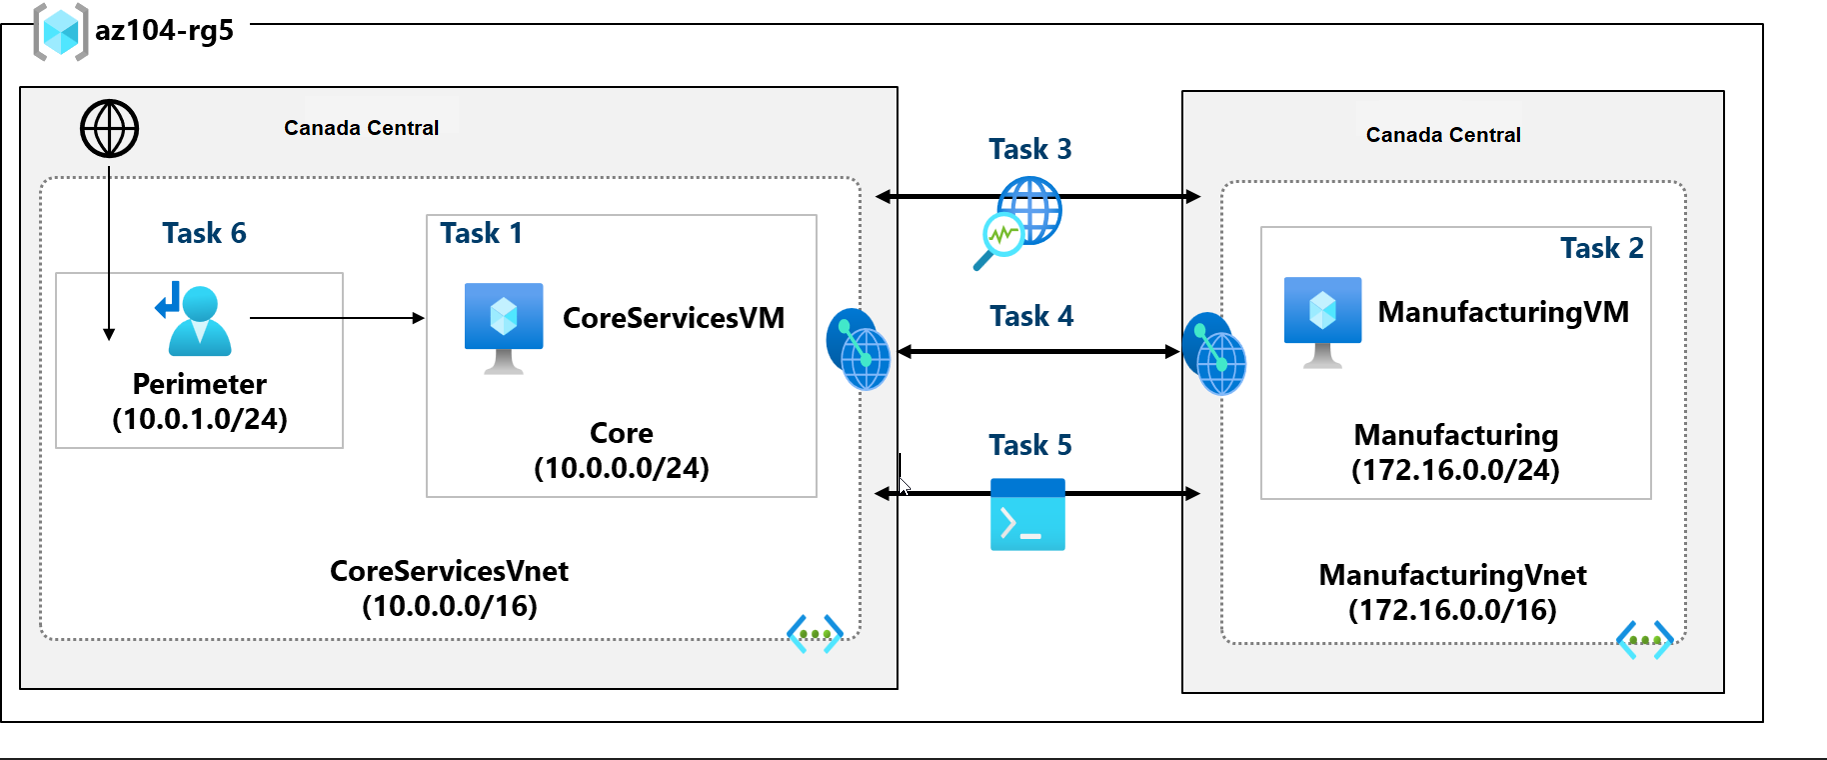 az104-rg5
Canada Central
Task 6
Task 1
CoreServicesVM
Perimeter
(10.0.1.0/24)
Core
(10.0.0.0/24)
CoreServicesVnet
(10.0.0.0/16)
Task 3
Task 4
Task 5
Canada Central
Task 2
ManufacturingVM
Manufacturing
(172.16.0.0/24)
ManufacturingVnet
(172.16.0.0/16)